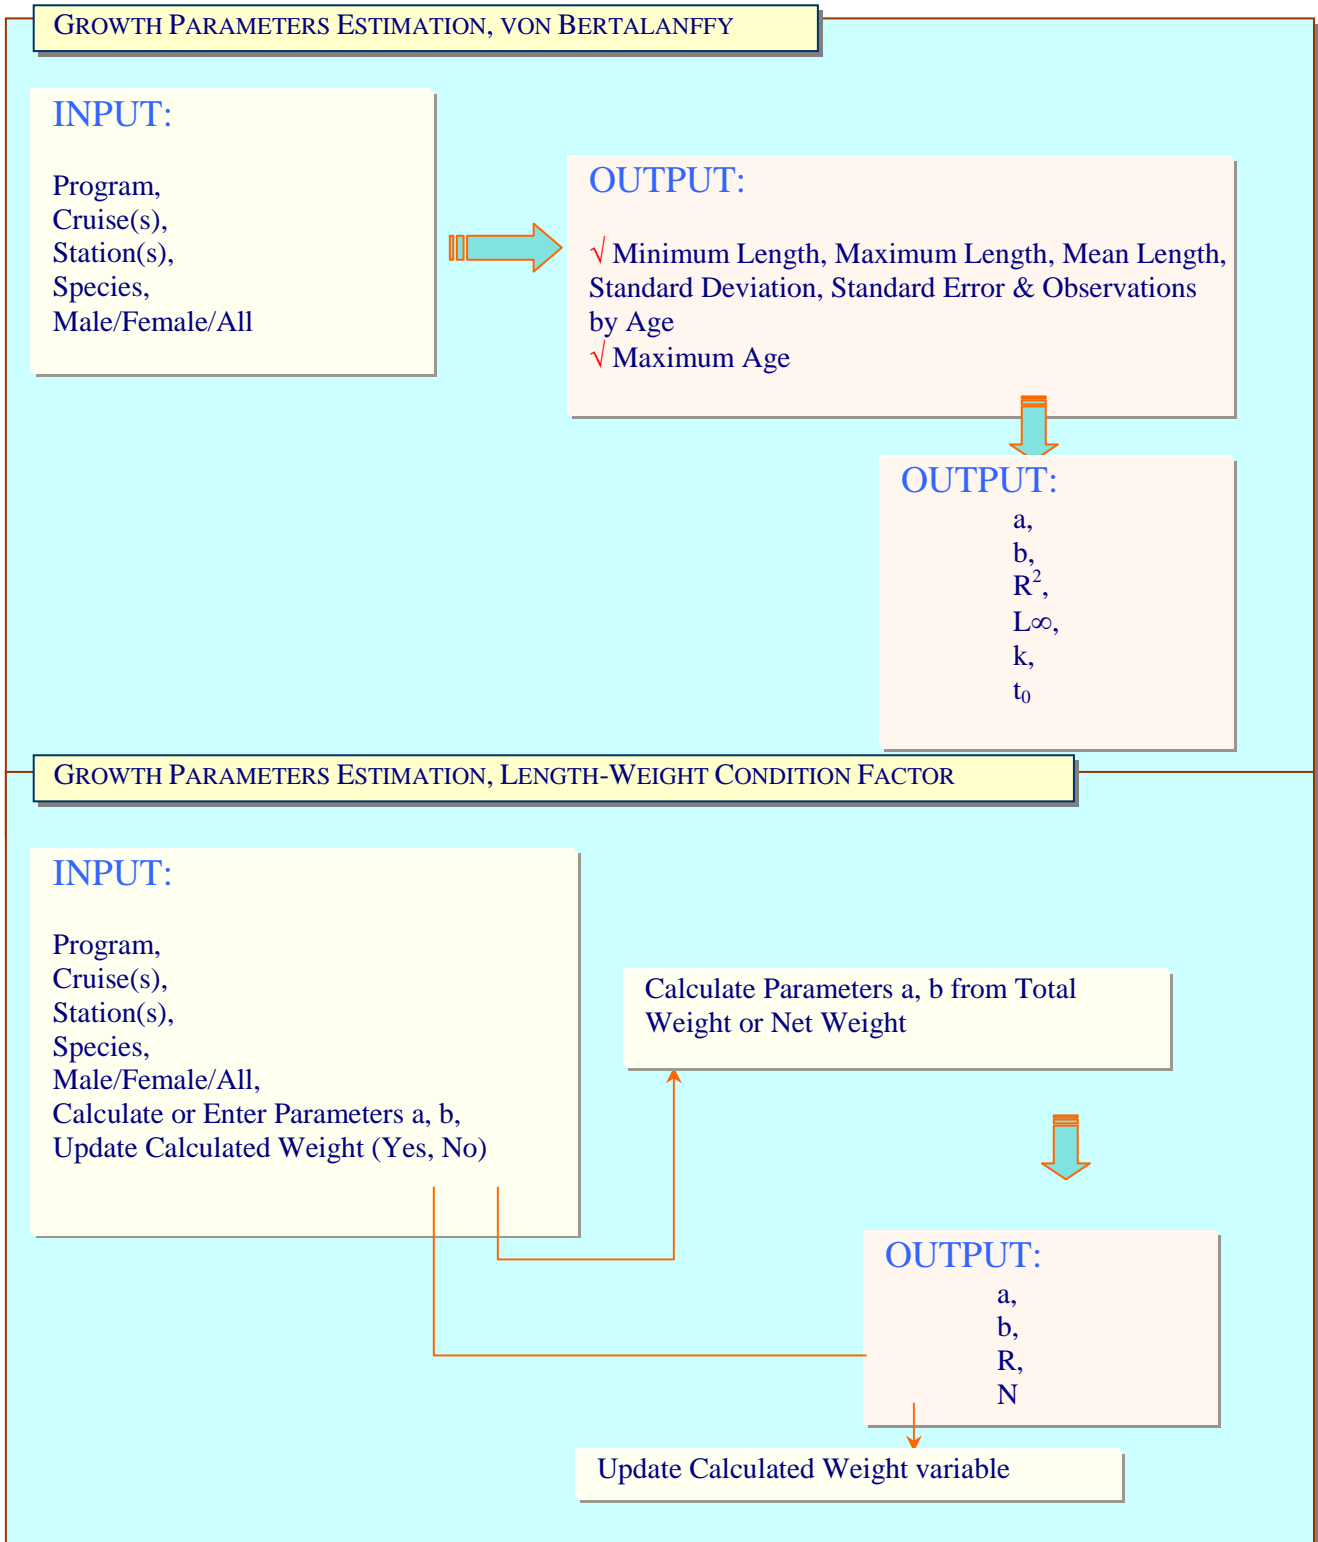 GROWTH PARAMETERS ESTIMATION, VON BERTALANFFY
INPUT:
Program,
Cruise(s),
Station(s),
Species,
Male/Female/All
OUTPUT:
√ Minimum Length, Maximum Length, Mean Length,
Standard Deviation, Standard Error & Observations
by Age
√ Maximum Age
OUTPUT:
a,
b,
R²,
L∞,
k,
t₀
GROWTH PARAMETERS ESTIMATION, LENGTH-WEIGHT CONDITION FACTOR
INPUT:
Program,
Cruise(s),
Station(s),
Species,
Male/Female/All,
Calculate or Enter Parameters a, b,
Update Calculated Weight (Yes, No)
Calculate Parameters a, b from Total
Weight or Net Weight
OUTPUT:
a,
b,
R,
N
Update Calculated Weight variable